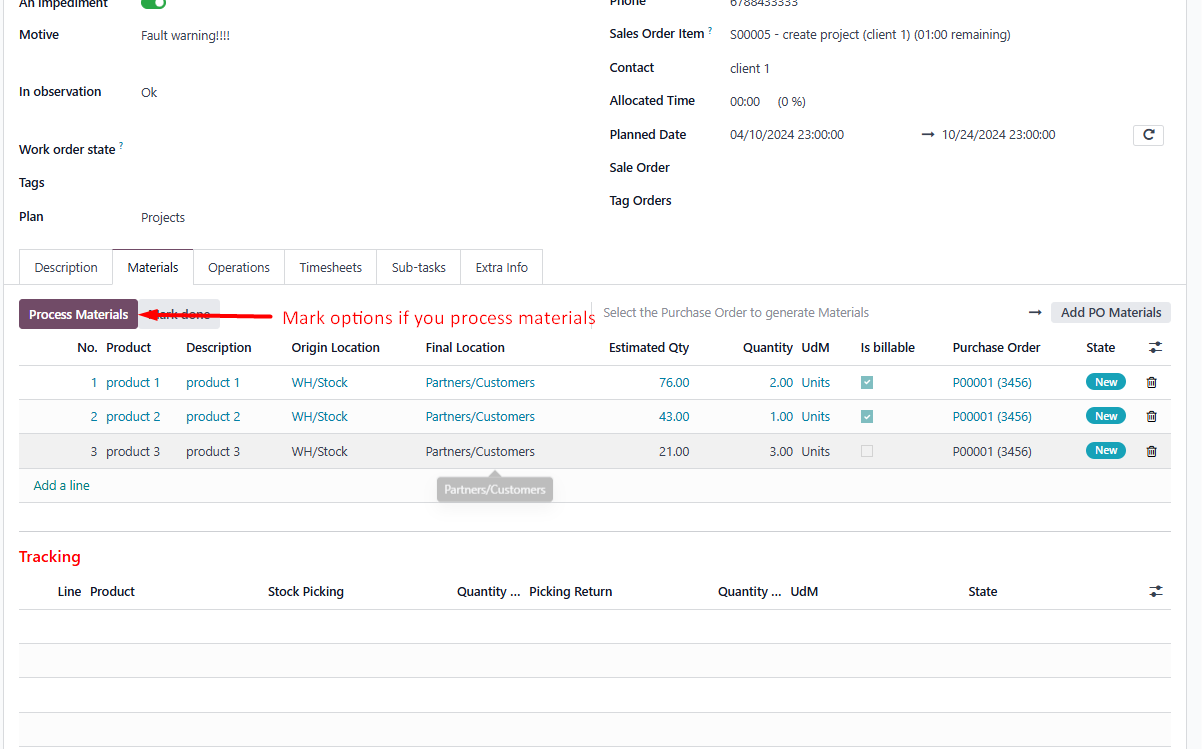 An impediment
Phone 6788433333
Motive Fault warning!!!!
Sales Order Item ? S00005 - create project (client 1) (01:00 remaining)
Contact client 1
In observation Ok
Allocated Time 00:00 (0 %)
Planned Date 04/10/2024 23:00:00 → 10/24/2024 23:00:00
Work order state ?
Sale Order
Tags
Tag Orders
Plan Projects
Description Materials Operations Timesheets Sub-tasks Extra Info
Process Materials Mark done Mark options if you process materials Select the Purchase Order to generate Materials → Add PO Materials
No. Product Description Origin Location Final Location Estimated Qty Quantity UdM Is billable Purchase Order State
1 product 1 product 1 WH/Stock Partners/Customers 76.00 2.00 Units P00001 (3456) New
2 product 2 product 2 WH/Stock Partners/Customers 43.00 1.00 Units P00001 (3456) New
3 product 3 product 3 WH/Stock Partners/Customers 21.00 3.00 Units P00001 (3456) New
Add a line
Partners/Customers
Tracking
Line Product Stock Picking Quantity ... Picking Return Quantity ... UdM State